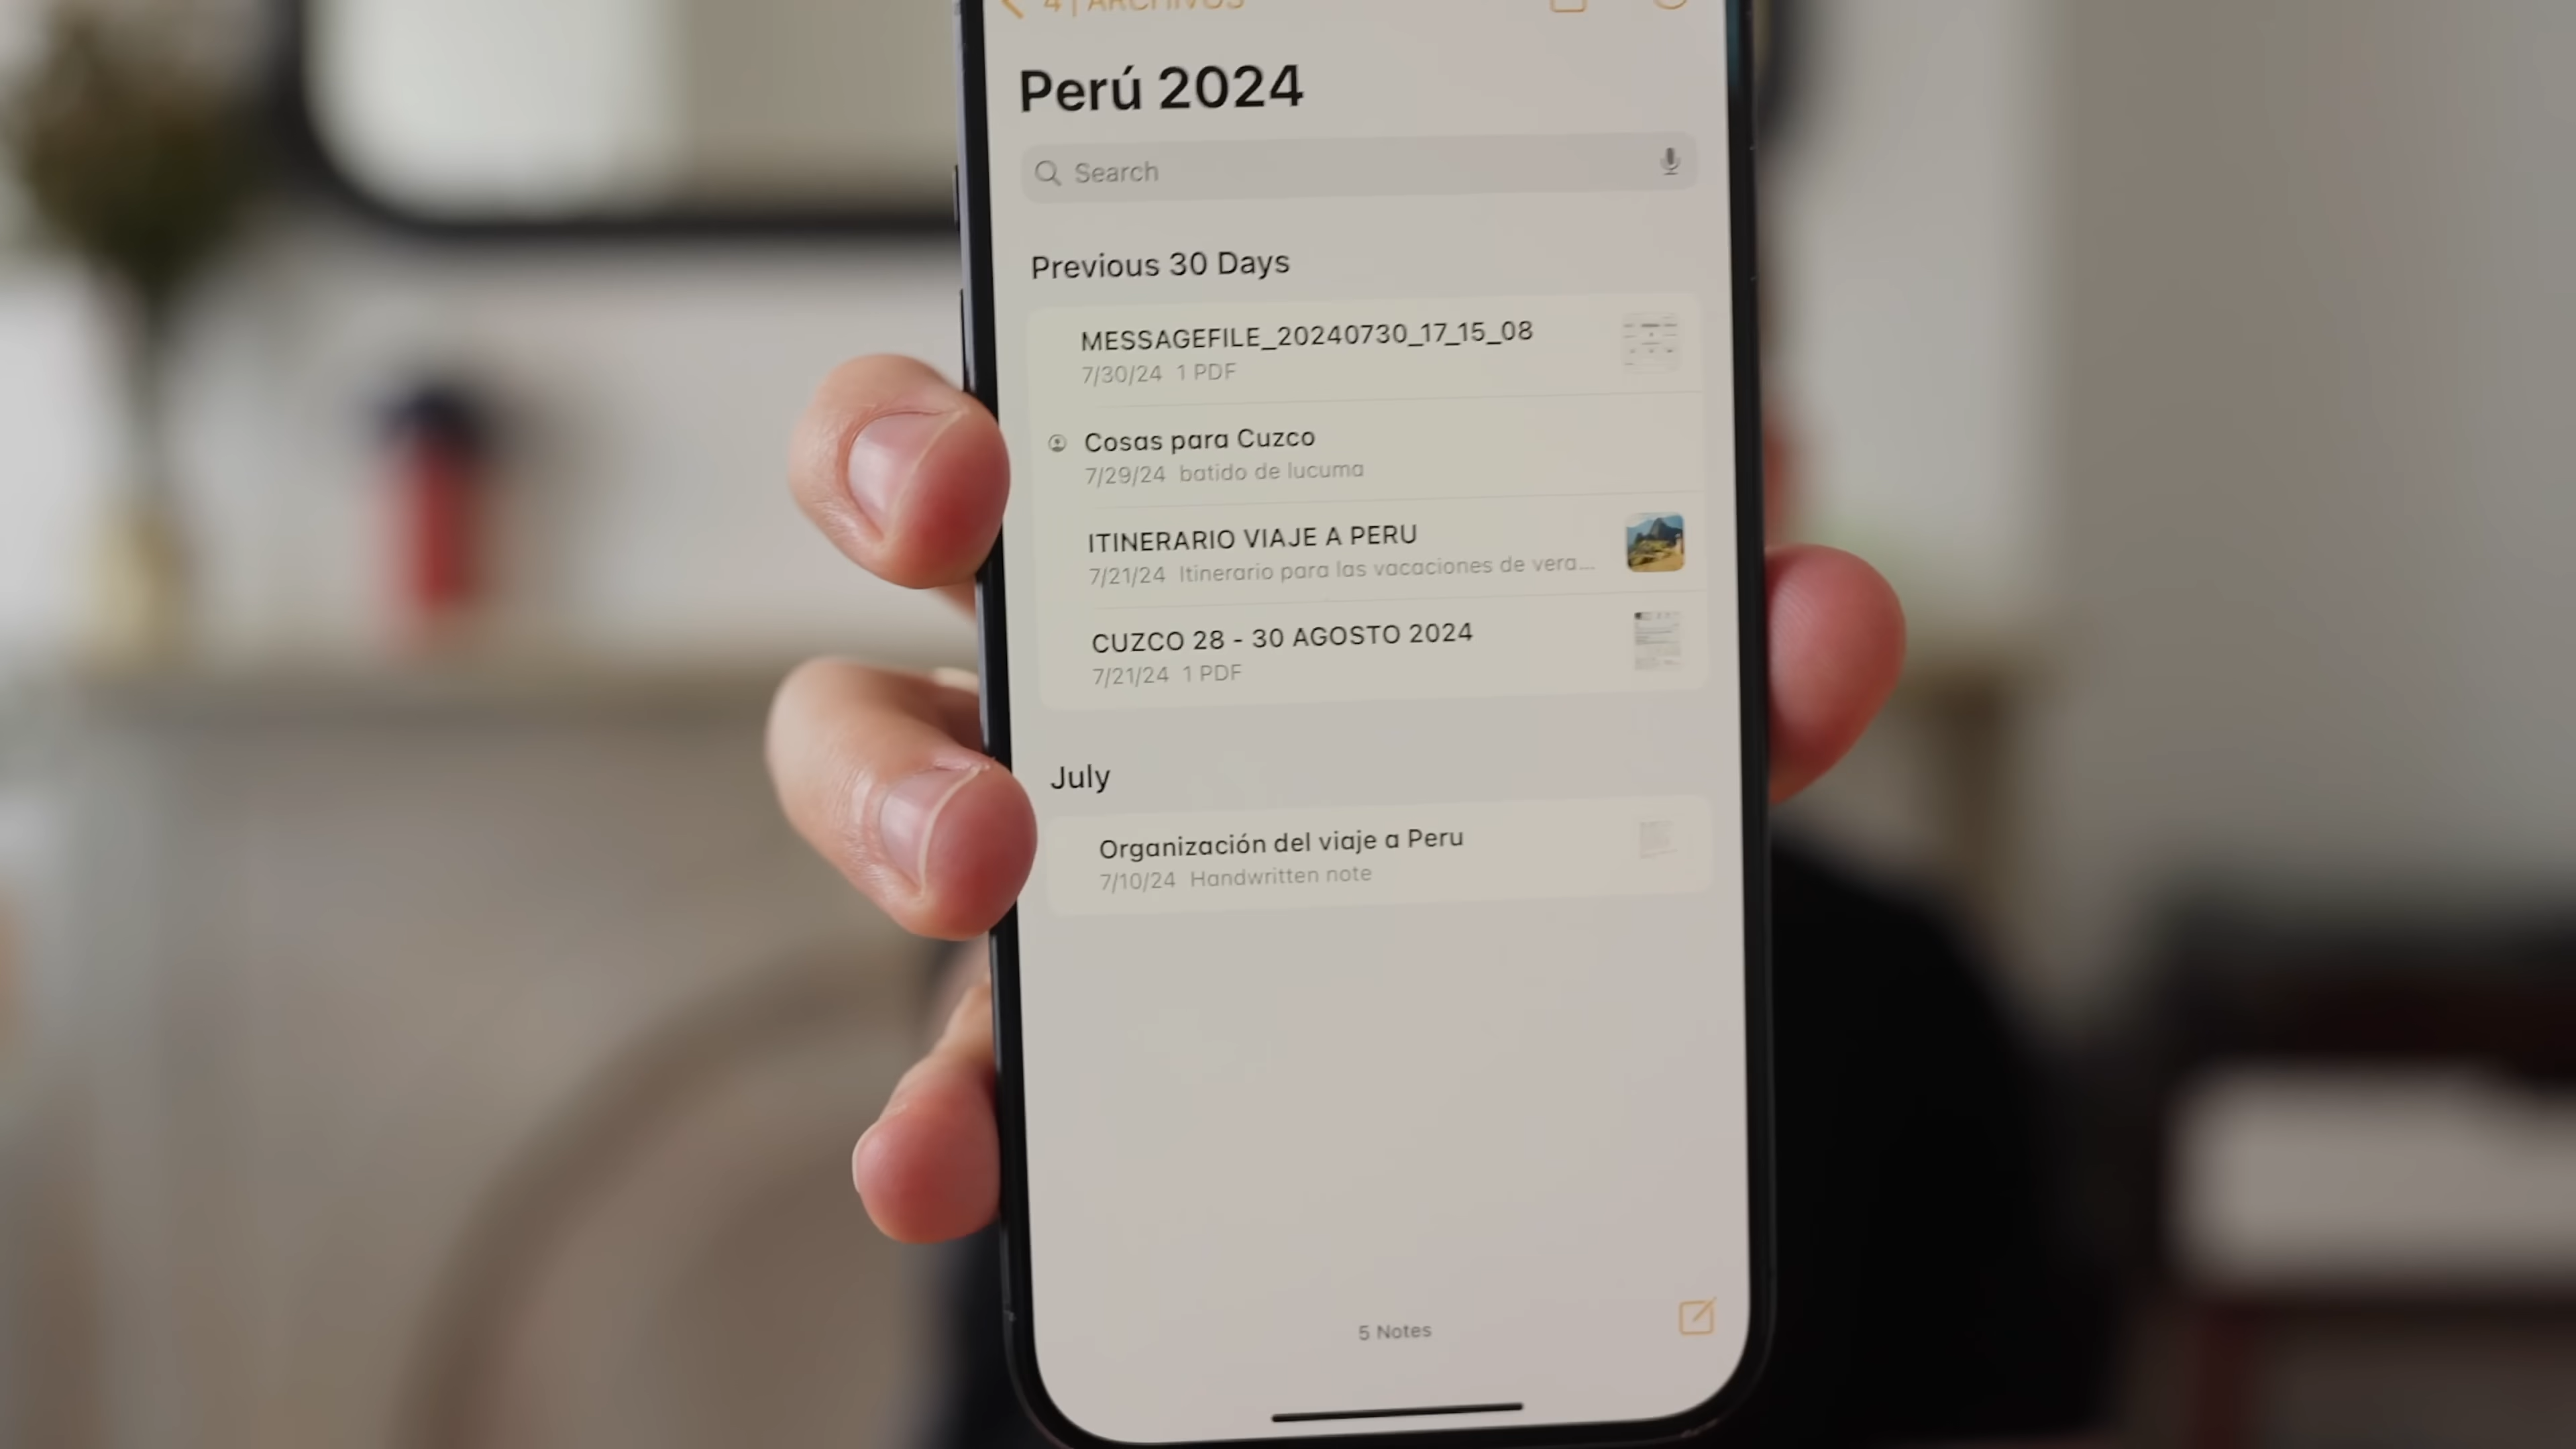 4 | ARCHIVOS
Perú 2024
Search
Previous 30 Days
MESSAGEFILE_20240730_17_15_08
7/30/24 1 PDF
Cosas para Cuzco
7/29/24 batido de lucuma
ITINERARIO VIAJE A PERU
7/21/24 Itinerario para las vacaciones de vera...
CUZCO 28 - 30 AGOSTO 2024
7/21/24 1 PDF
July
Organización del viaje a Peru
7/10/24 Handwritten note
5 Notes